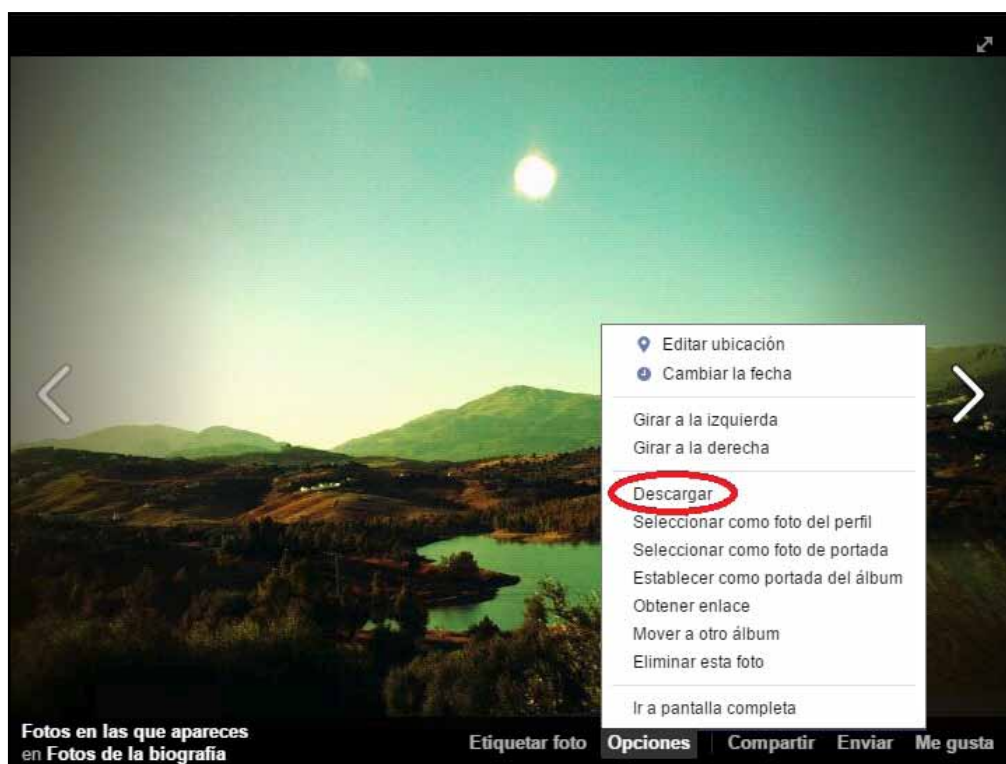 Editar ubicación
Cambiar la fecha
Girar a la izquierda
Girar a la derecha
Descargar
Seleccionar como foto del perfil
Seleccionar como foto de portada
Establecer como portada del álbum
Obtener enlace
Mover a otro álbum
Eliminar esta foto
Ir a pantalla completa
Fotos en las que apareces
en Fotos de la biografía
Etiquetar foto Opciones Compartir Enviar Me gusta